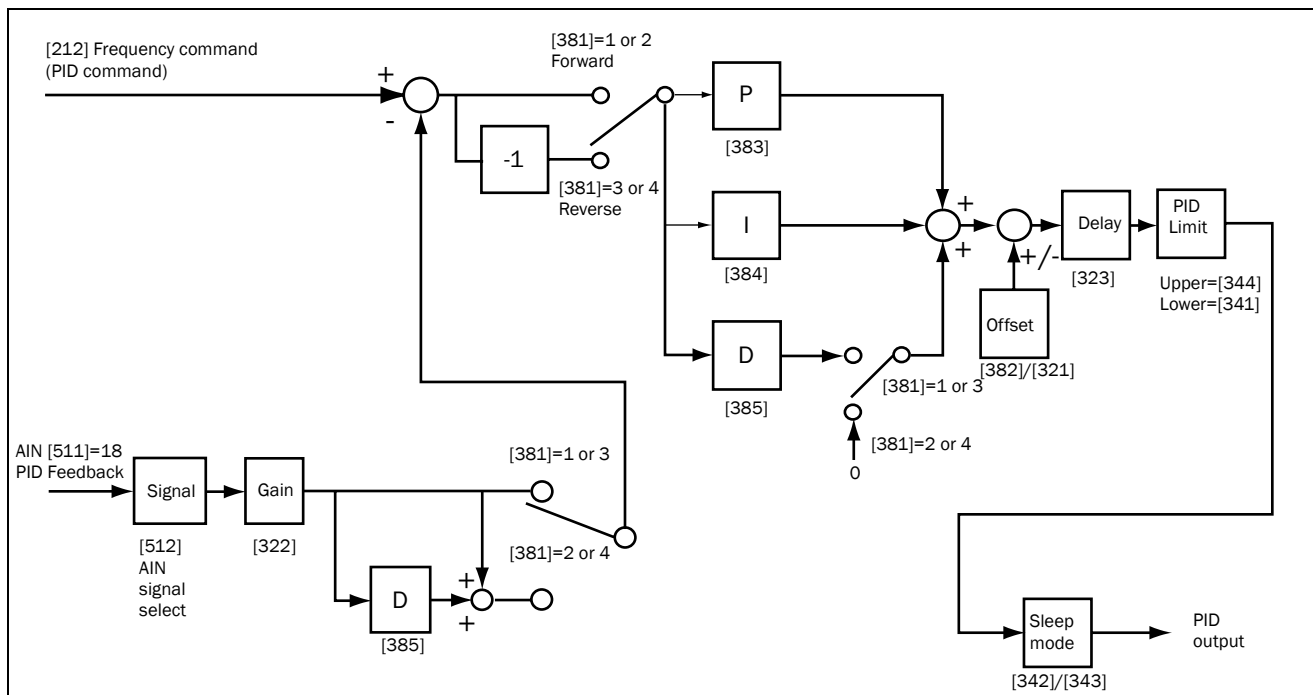 [212] Frequency command
(PID command)
+
-
[381]=1 or 2
Forward
-1
[381]=3 or 4
Reverse
P
[383]
I
[384]
D
[385]
[381]=1 or 3
[381]=2 or 4
0
+
+
+/-
Offset
[382]/[321]
Delay
[323]
PID
Limit
Upper=[344]
Lower=[341]
AIN [511]=18
PID Feedback
Signal
[512]
AIN
signal
select
Gain
[322]
[381]=1 or 3
[381]=2 or 4
D
[385]
+
+
Sleep
mode
[342]/[343]
PID
output